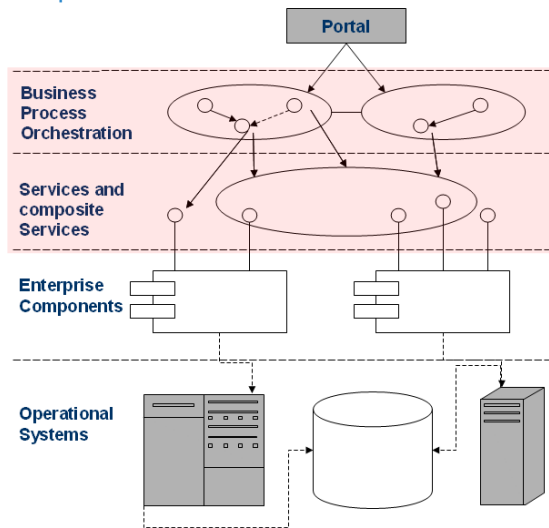 Portal
Business
Process
Orchestration
Services and
composite
Services
Enterprise
Components
Operational
Systems